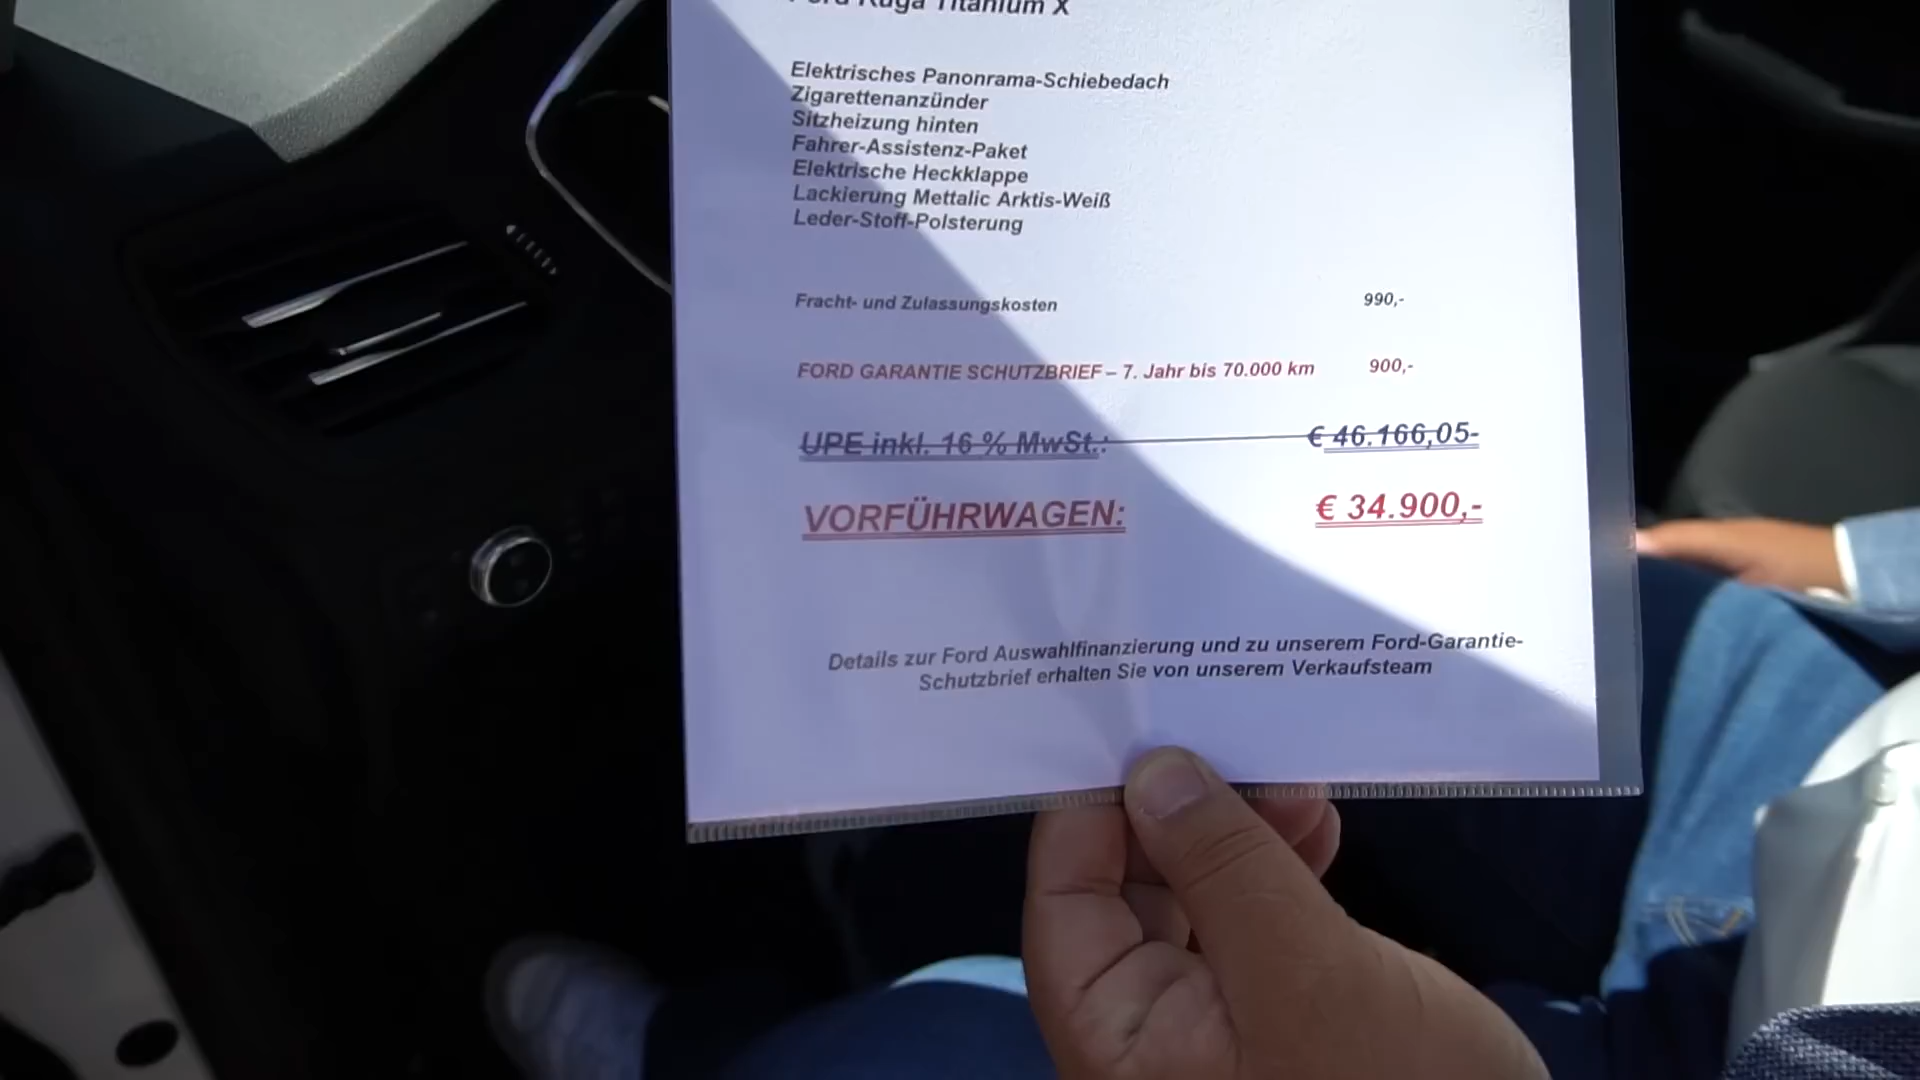 Ford Kuga Titanium X
Elektrisches Panonrama-Schiebedach
Zigarettenanzünder
Sitzheizung hinten
Fahrer-Assistenz-Paket
Elektrische Heckklappe
Lackierung Mettalic Arktis-Weiß
Leder-Stoff-Polsterung
Fracht- und Zulassungskosten 990,-
FORD GARANTIE SCHUTZBRIEF – 7. Jahr bis 70.000 km 900,-
UPE inkl. 16 % MwSt.: € 46.166,05-
VORFÜHRWAGEN: € 34.900,-
Details zur Ford Auswahlfinanzierung und zu unserem Ford-Garantie-
Schutzbrief erhalten Sie von unserem Verkaufsteam